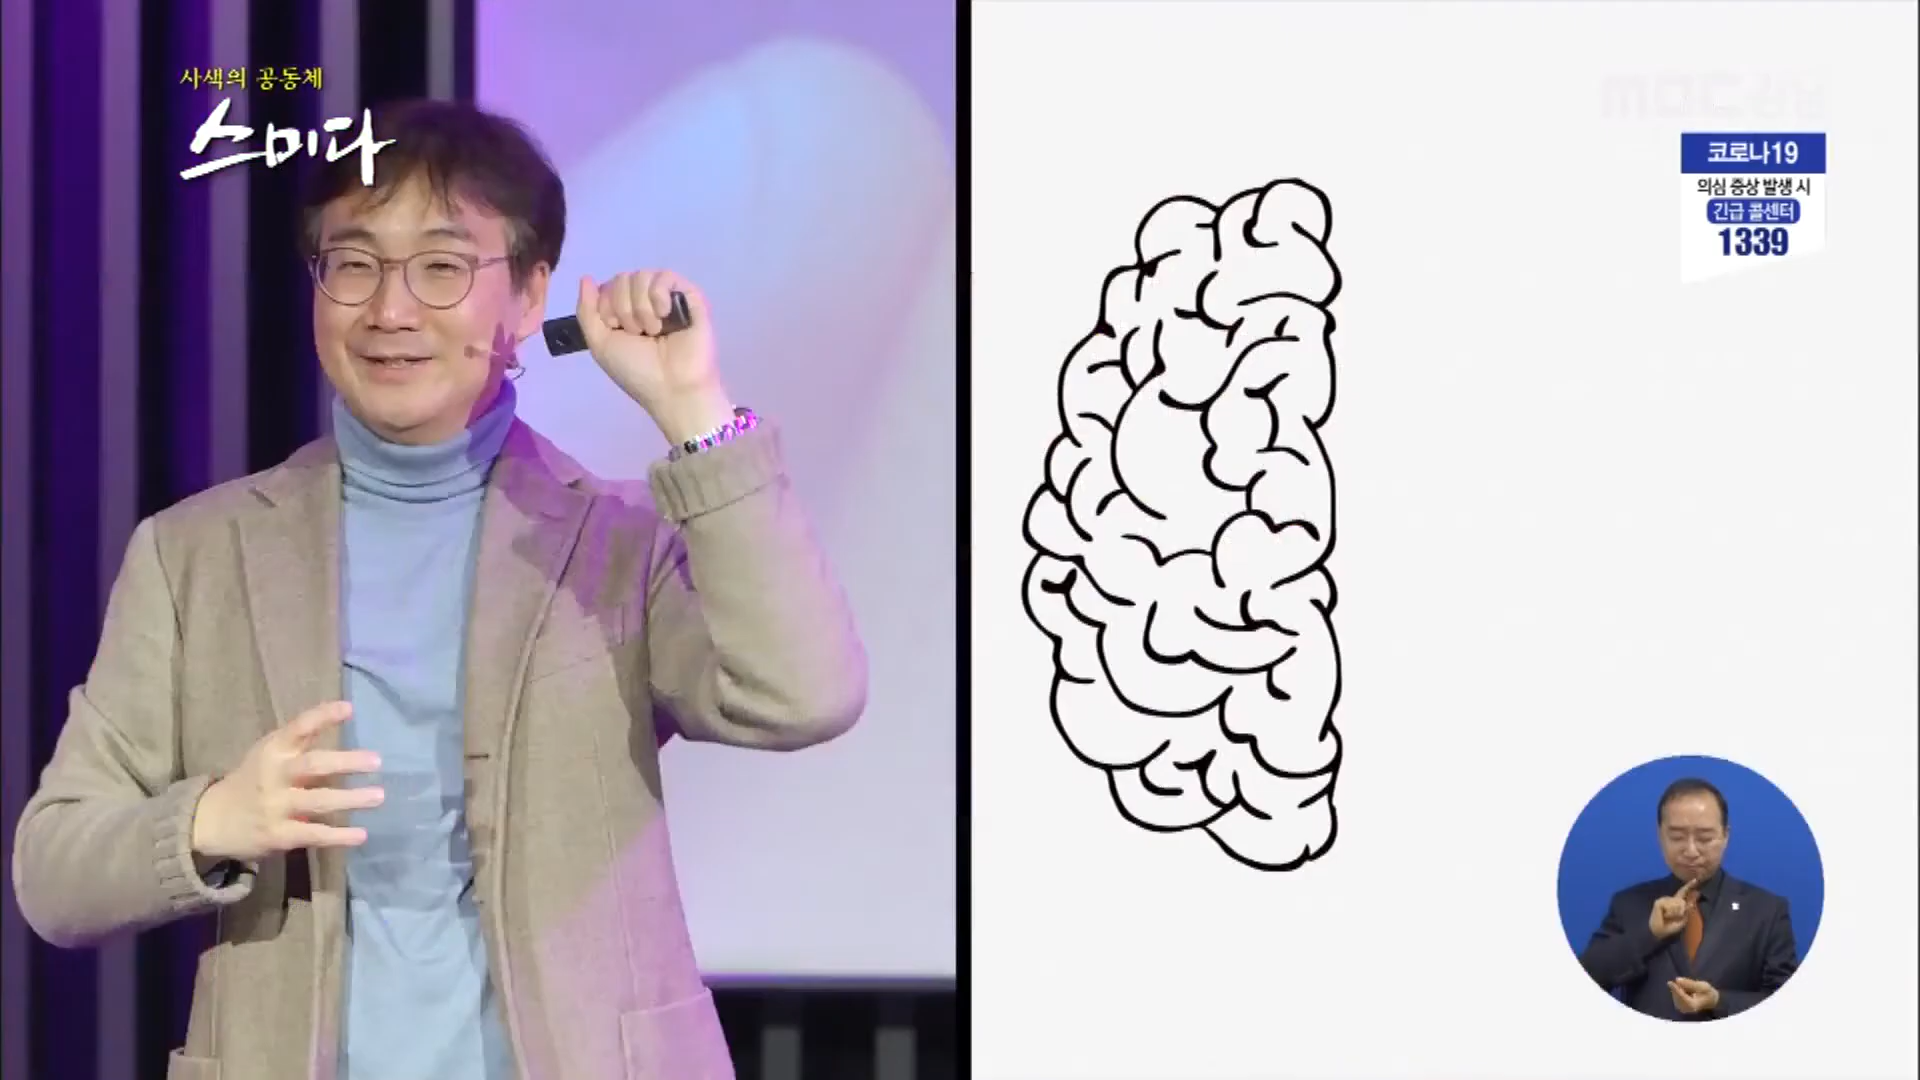 사색의 공동체
스미다
코로나19
의심 증상 발생 시
긴급 콜센터
1339